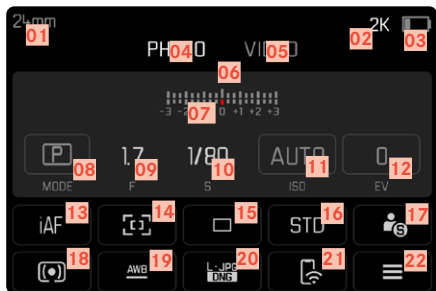 24mm
01
2K
02
03
PHOTO
04
VIDEO
05
06
-3 -2 0 +1 +2 +3
07
P
08
1.7
09
1/80
10
AUTO
11
0
12
MODE F S ISO EV
iAF
13
14
15
STD
16
S
17
18
AWB
19
L-JPG
DNG
20
21
22